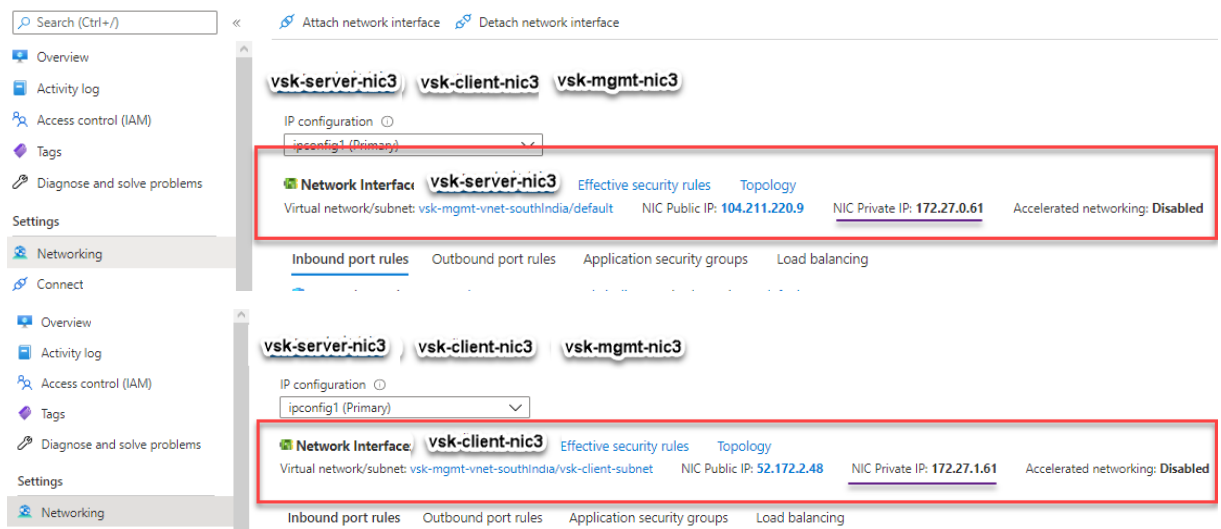 Search (Ctrl+/)
«
Attach network interface Detach network interface
Overview
Activity log
Access control (IAM)
Tags
Diagnose and solve problems
Settings
Networking
Connect
vsk-server-nic3 vsk-client-nic3 vsk-mgmt-nic3
IP configuration
ipconfig1 (Primary)
Network Interface vsk-server-nic3 Effective security rules Topology
Virtual network/subnet: vsk-mgmt-vnet-southIndia/default NIC Public IP: 104.211.220.9 NIC Private IP: 172.27.0.61 Accelerated networking: Disabled
Inbound port rules Outbound port rules Application security groups Load balancing
Overview
Activity log
Access control (IAM)
Tags
Diagnose and solve problems
Settings
Networking
vsk-server-nic3 vsk-client-nic3 vsk-mgmt-nic3
IP configuration
ipconfig1 (Primary)
Network Interface: vsk-client-nic3 Effective security rules Topology
Virtual network/subnet: vsk-mgmt-vnet-southIndia/vsk-client-subnet NIC Public IP: 52.172.2.48 NIC Private IP: 172.27.1.61 Accelerated networking: Disabled
Inbound port rules Outbound port rules Application security groups Load balancing